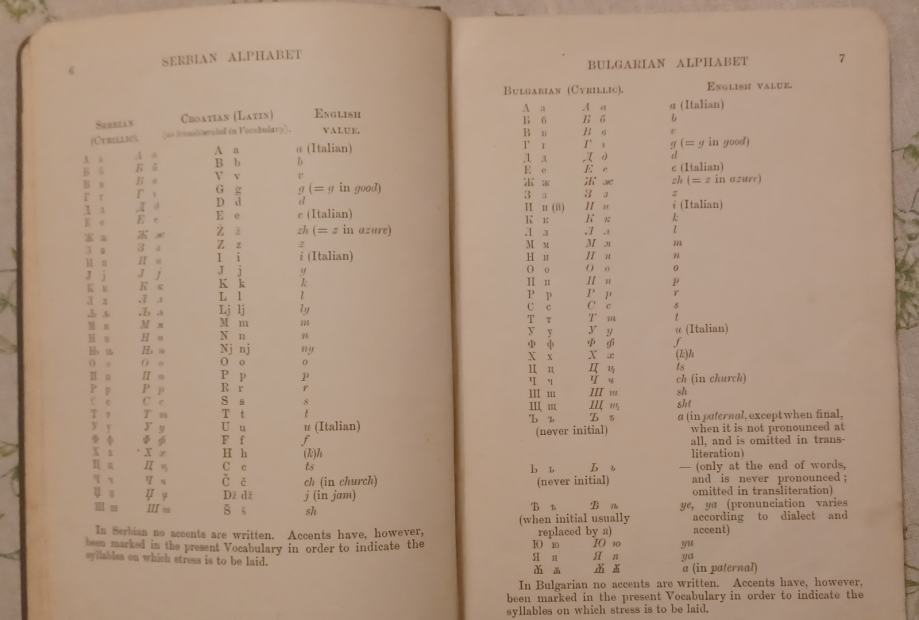 6
SERBIAN ALPHABET
SERBIAN (CYRILLIC). CROATIAN (LATIN) (as transliterated in Vocabulary). ENGLISH VALUE.
А а А а A a a (Italian)
Б б Б б B b b
В в В в V v v
Г г Г г G g g (= g in good)
Д д Д д D d d
Е е Е е E e e (Italian)
Ж ж Ж ж Ž ž zh (= z in azure)
З з З з Z z z
И и И и I i i (Italian)
Ј ј Ј ј J j y
К к К к K k k
Л л Л л L l l
Љ љ Љ љ Lj lj ly
М м М м M m m
Н н Н н N n n
Њ њ Њ њ Nj nj ny
О о О о O o o
П п П п P p p
Р р Р р R r r
С с С с S s s
Т т Т т T t t
У у У у U u u (Italian)
Ф ф Ф ф F f f
Х х Х х H h (k)h
Ц ц Ц ц C c ts
Ч ч Ч ч Č č ch (in church)
Џ џ Џ џ Dž dž j (in jam)
Ш ш Ш ш Š š sh
In Serbian no accents are written. Accents have, however,
been marked in the present Vocabulary in order to indicate the
syllables on which stress is to be laid.
BULGARIAN ALPHABET
7
BULGARIAN (CYRILLIC). ENGLISH VALUE.
А а А а a (Italian)
Б б Б б b
В в В в v
Г г Г г g (= g in good)
Д д Д д d
Е е Е е e (Italian)
Ж ж Ж ж zh (= z in azure)
З з З з z
И и (й) И и i (Italian)
К к К к k
Л л Л л l
М м М м m
Н н Н н n
О о О о o
П п П п p
Р р Р р r
С с С с s
Т т Т т t
У у У у u (Italian)
Ф ф Ф ф f
Х х Х х (k)h
Ц ц Ц ц ts
Ч ч Ч ч ch (in church)
Ш ш Ш ш sh
Щ щ Щ щ sht
Ъ ъ Ъ ъ a (in paternal, except when final,
(never initial) when it is not pronounced at
all, and is omitted in trans-
literation)
Ь ь Ь ь — (only at the end of words,
(never initial) and is never pronounced;
omitted in transliteration)
Ѣ ѣ Ѣ ѣ ye, ya (pronunciation varies
(when initial usually according to dialect and
replaced by я) accent)
Ю ю Ю ю yu
Я я Я я ya
Ѫ ѫ Ѫ ѫ a (in paternal)
In Bulgarian no accents are written. Accents have, however,
been marked in the present Vocabulary in order to indicate the
syllables on which stress is to be laid.